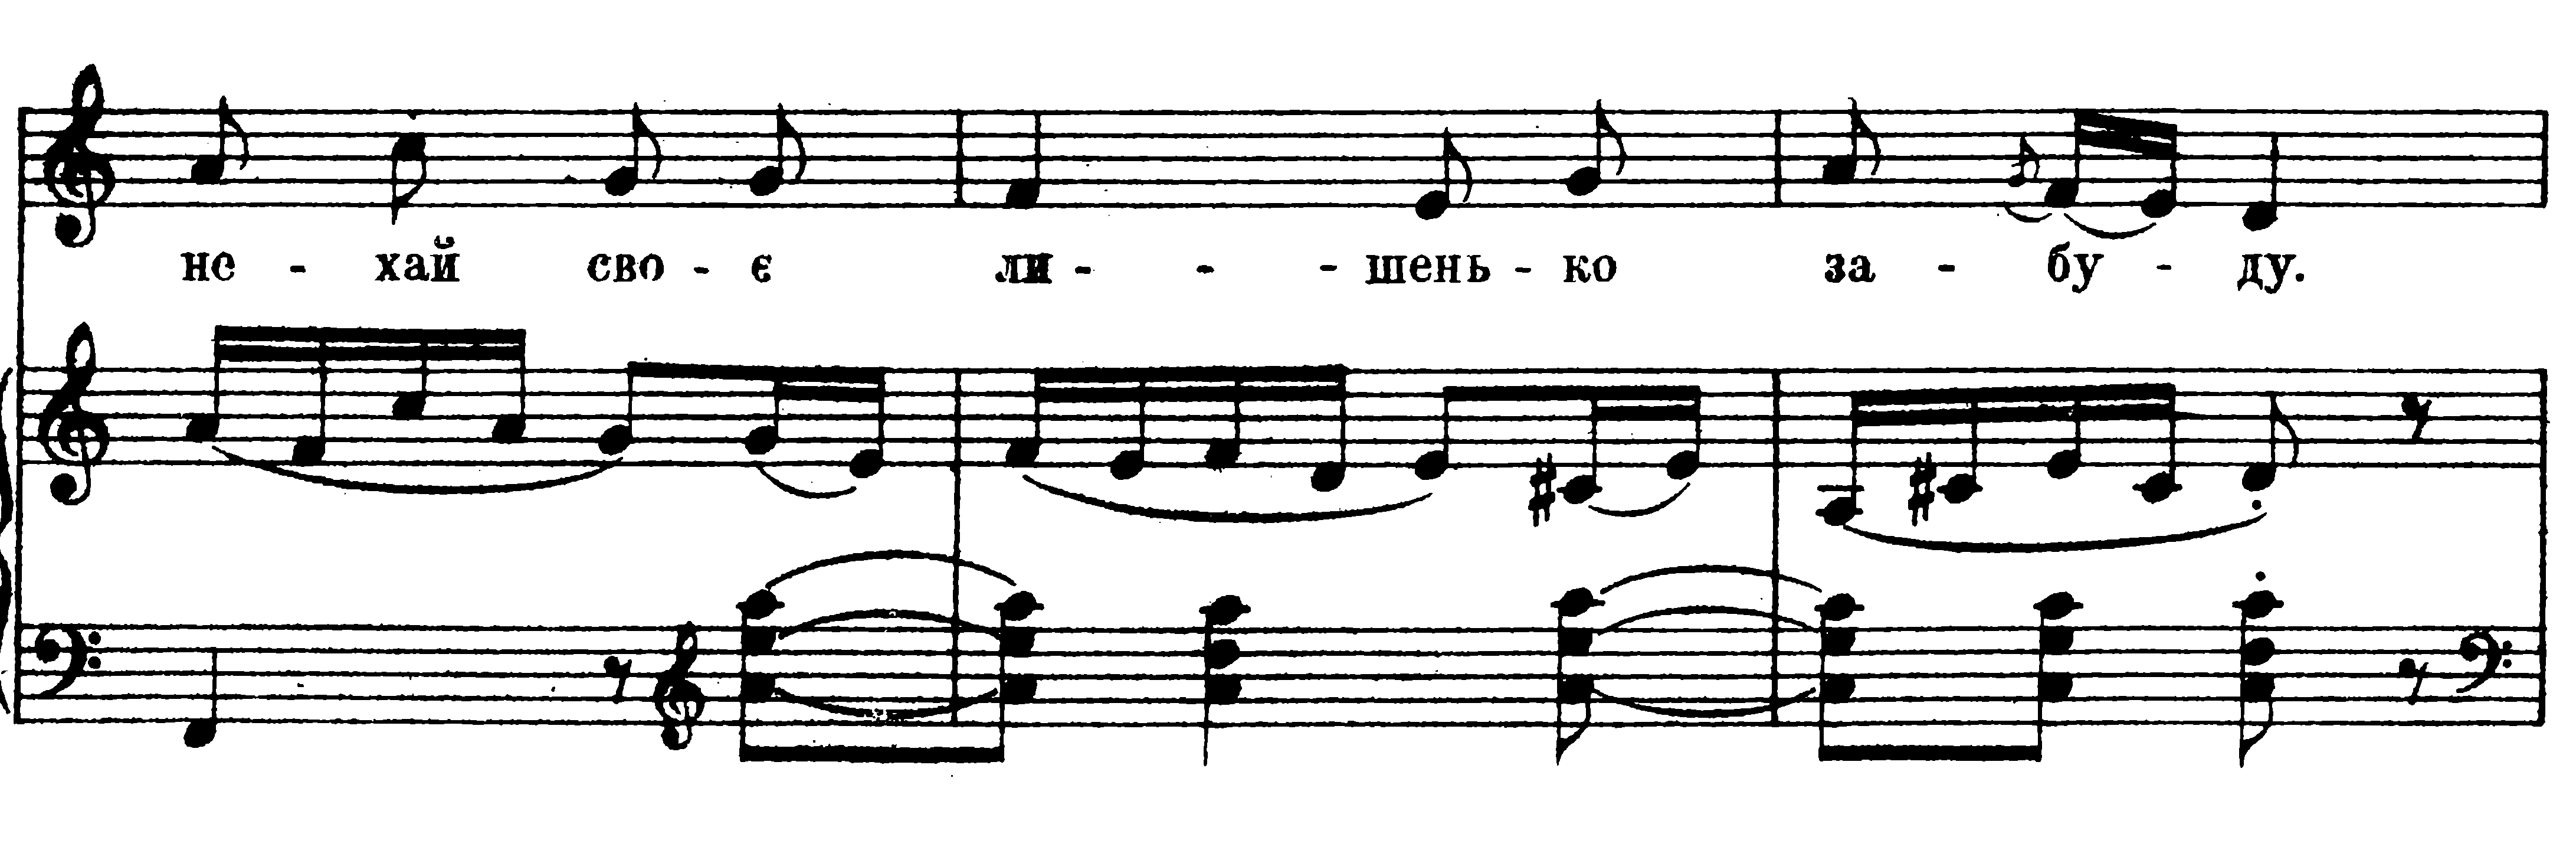 не - хай сво - є ли - - - шень - ко за - бу - ду.